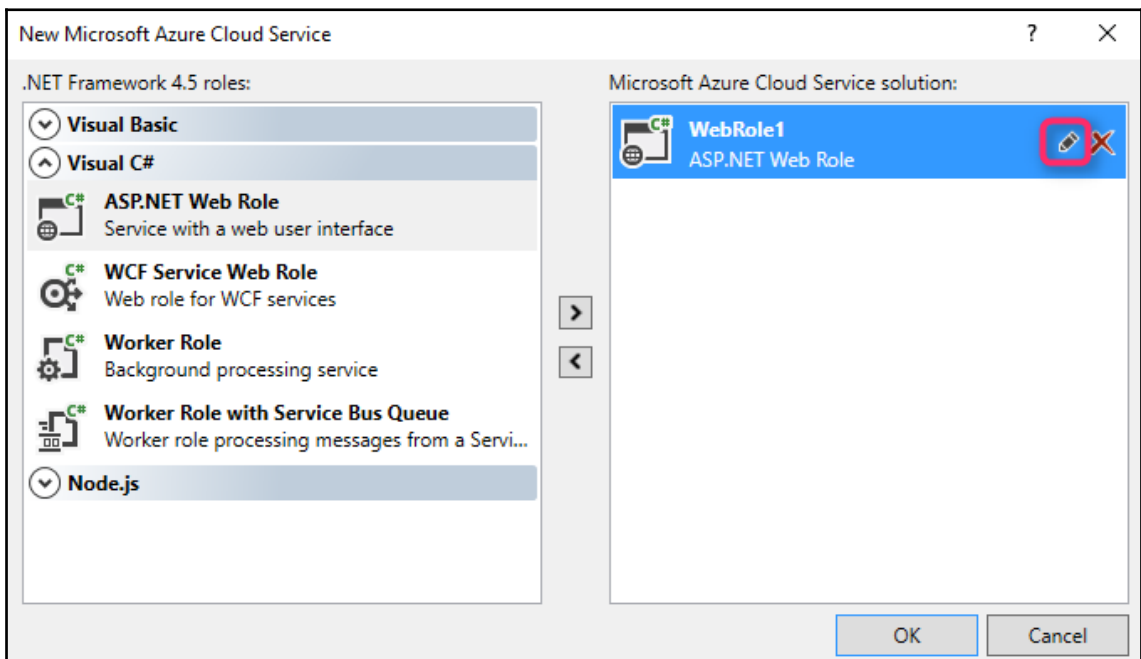 New Microsoft Azure Cloud Service
?
.NET Framework 4.5 roles:
Visual Basic
Visual C#
C#
ASP.NET Web Role
Service with a web user interface
C#
WCF Service Web Role
Web role for WCF services
C#
Worker Role
Background processing service
C#
Worker Role with Service Bus Queue
Worker role processing messages from a Servi...
Node.js
Microsoft Azure Cloud Service solution:
C#
WebRole1
ASP.NET Web Role
OK
Cancel